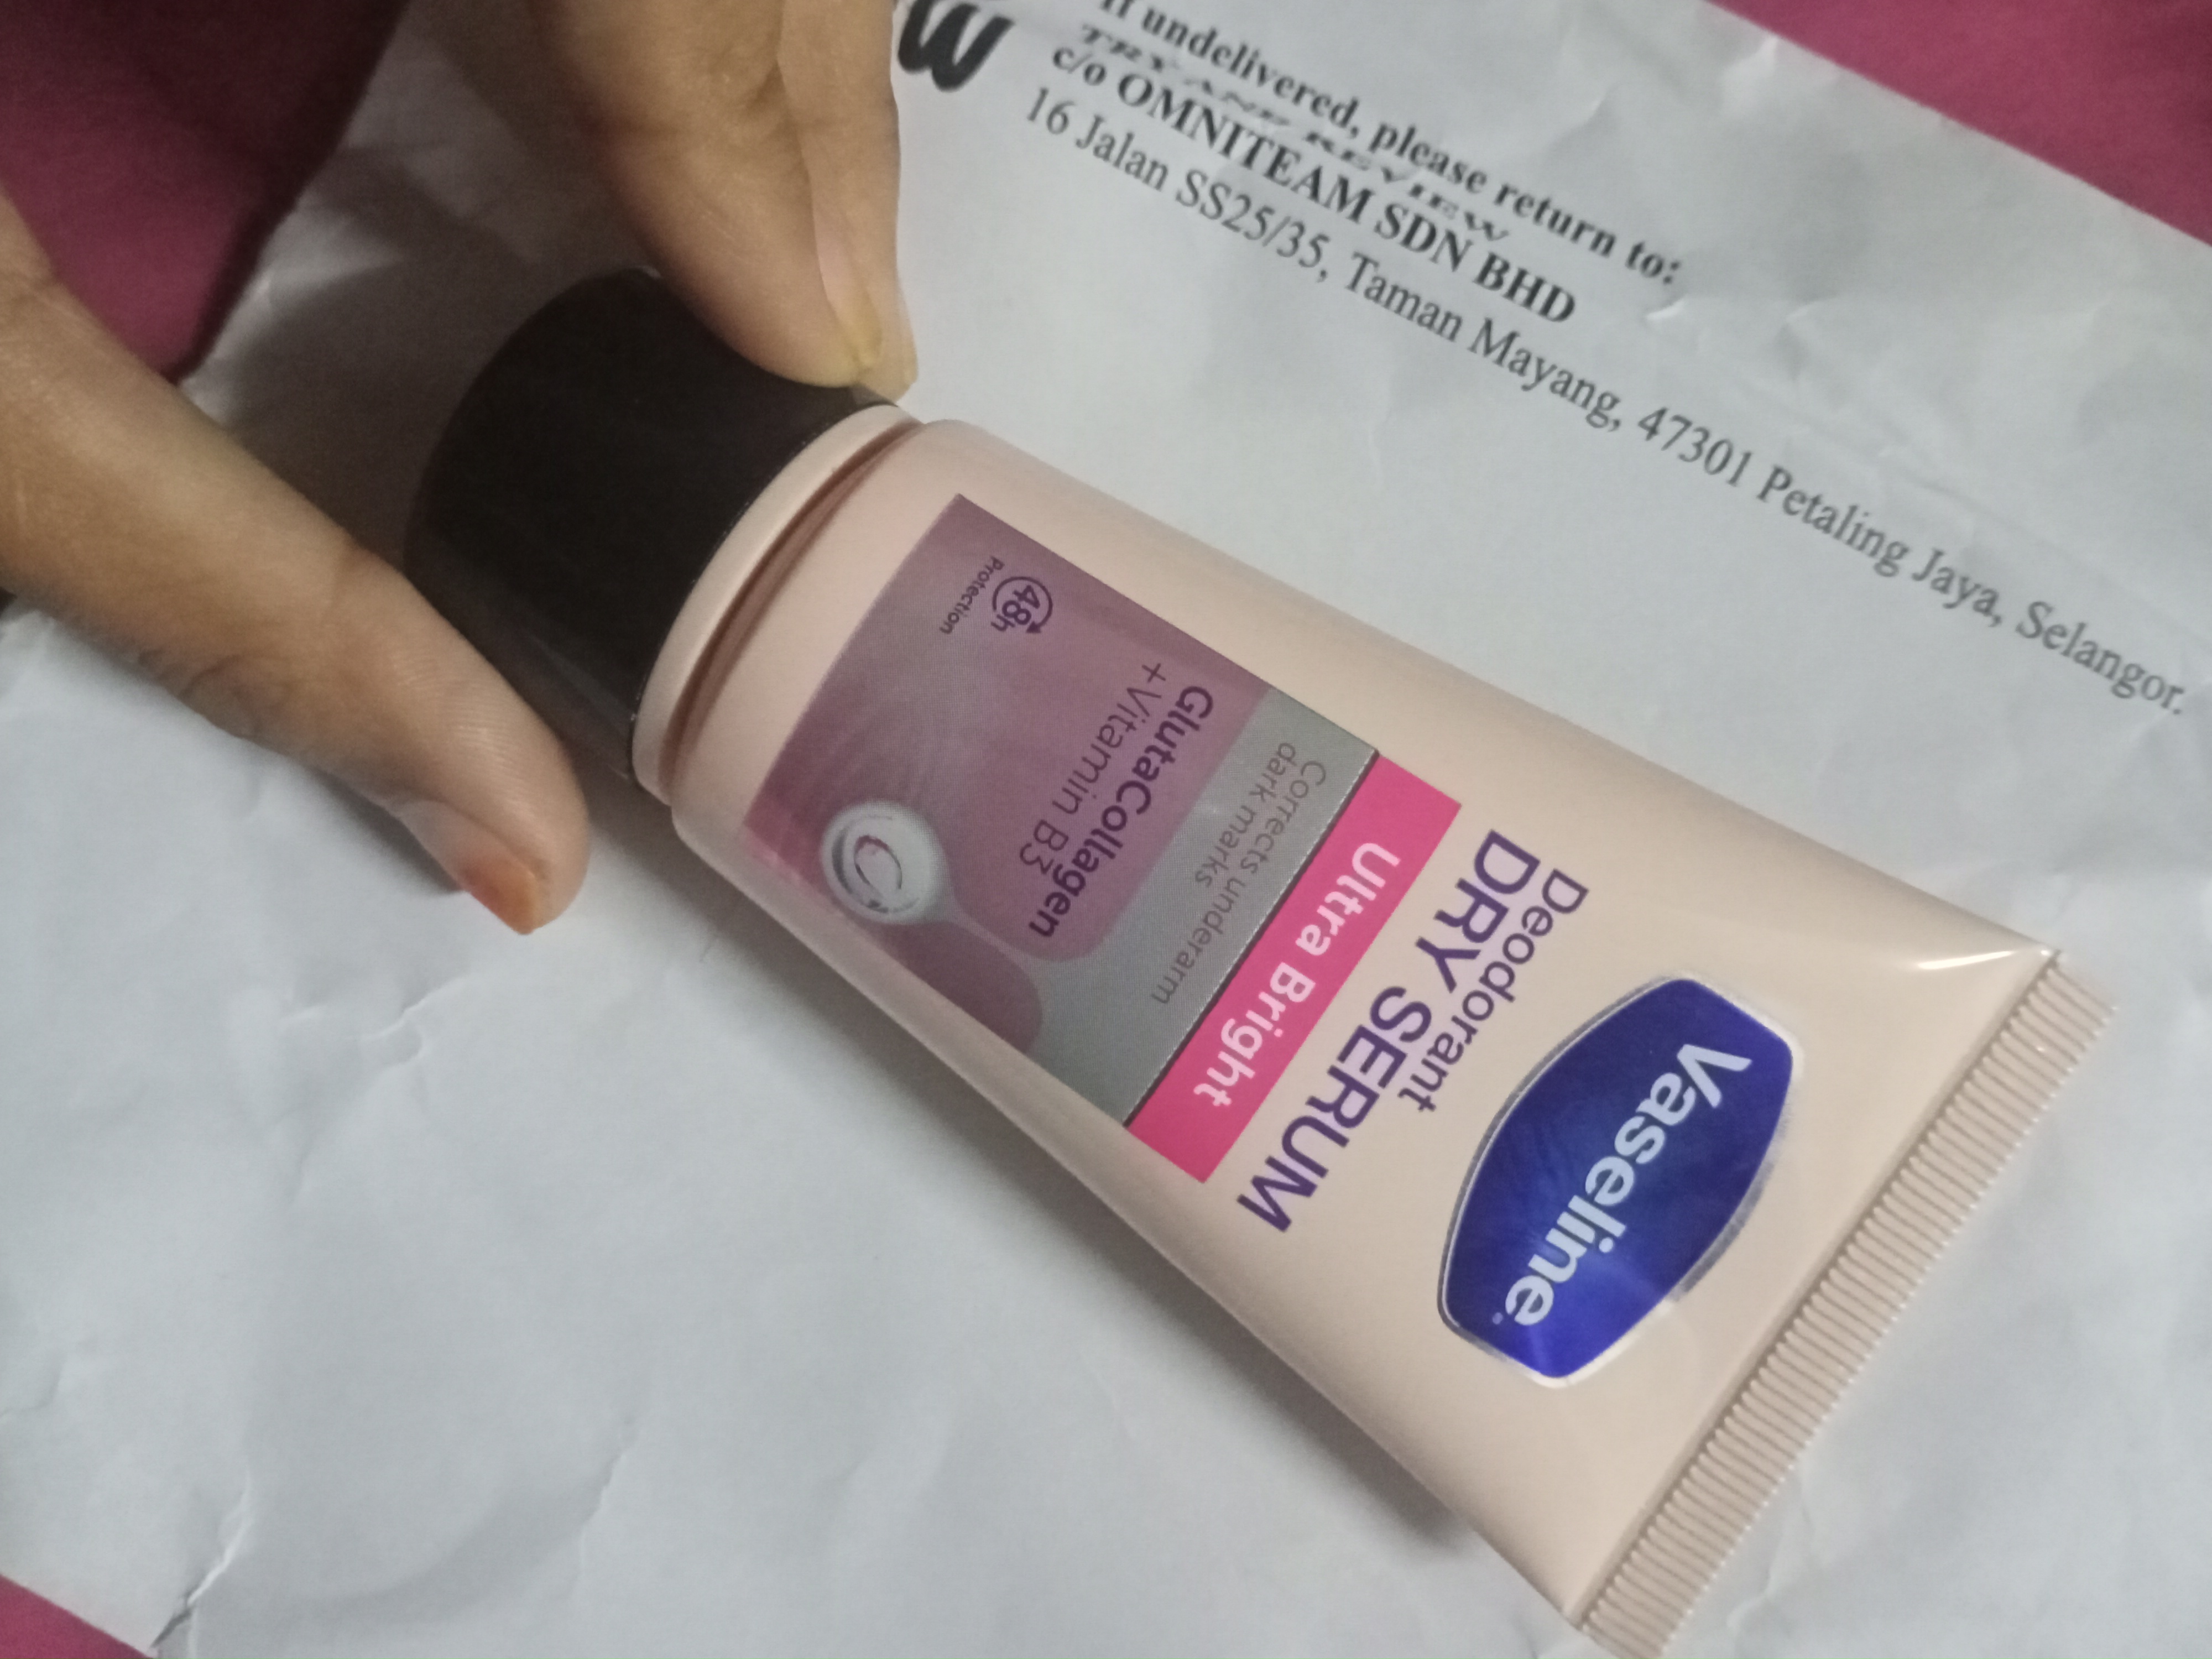 If undelivered, please return to:
TRY AND REVIEW
c/o OMNITEAM SDN BHD
16 Jalan SS25/35, Taman Mayang, 47301 Petaling Jaya, Selangor.
Vaseline
Deodorant
DRY SERUM
Ultra Bright
Corrects underarm
dark marks
GlutaCollagen
+Vitamin B3
48h
Protection